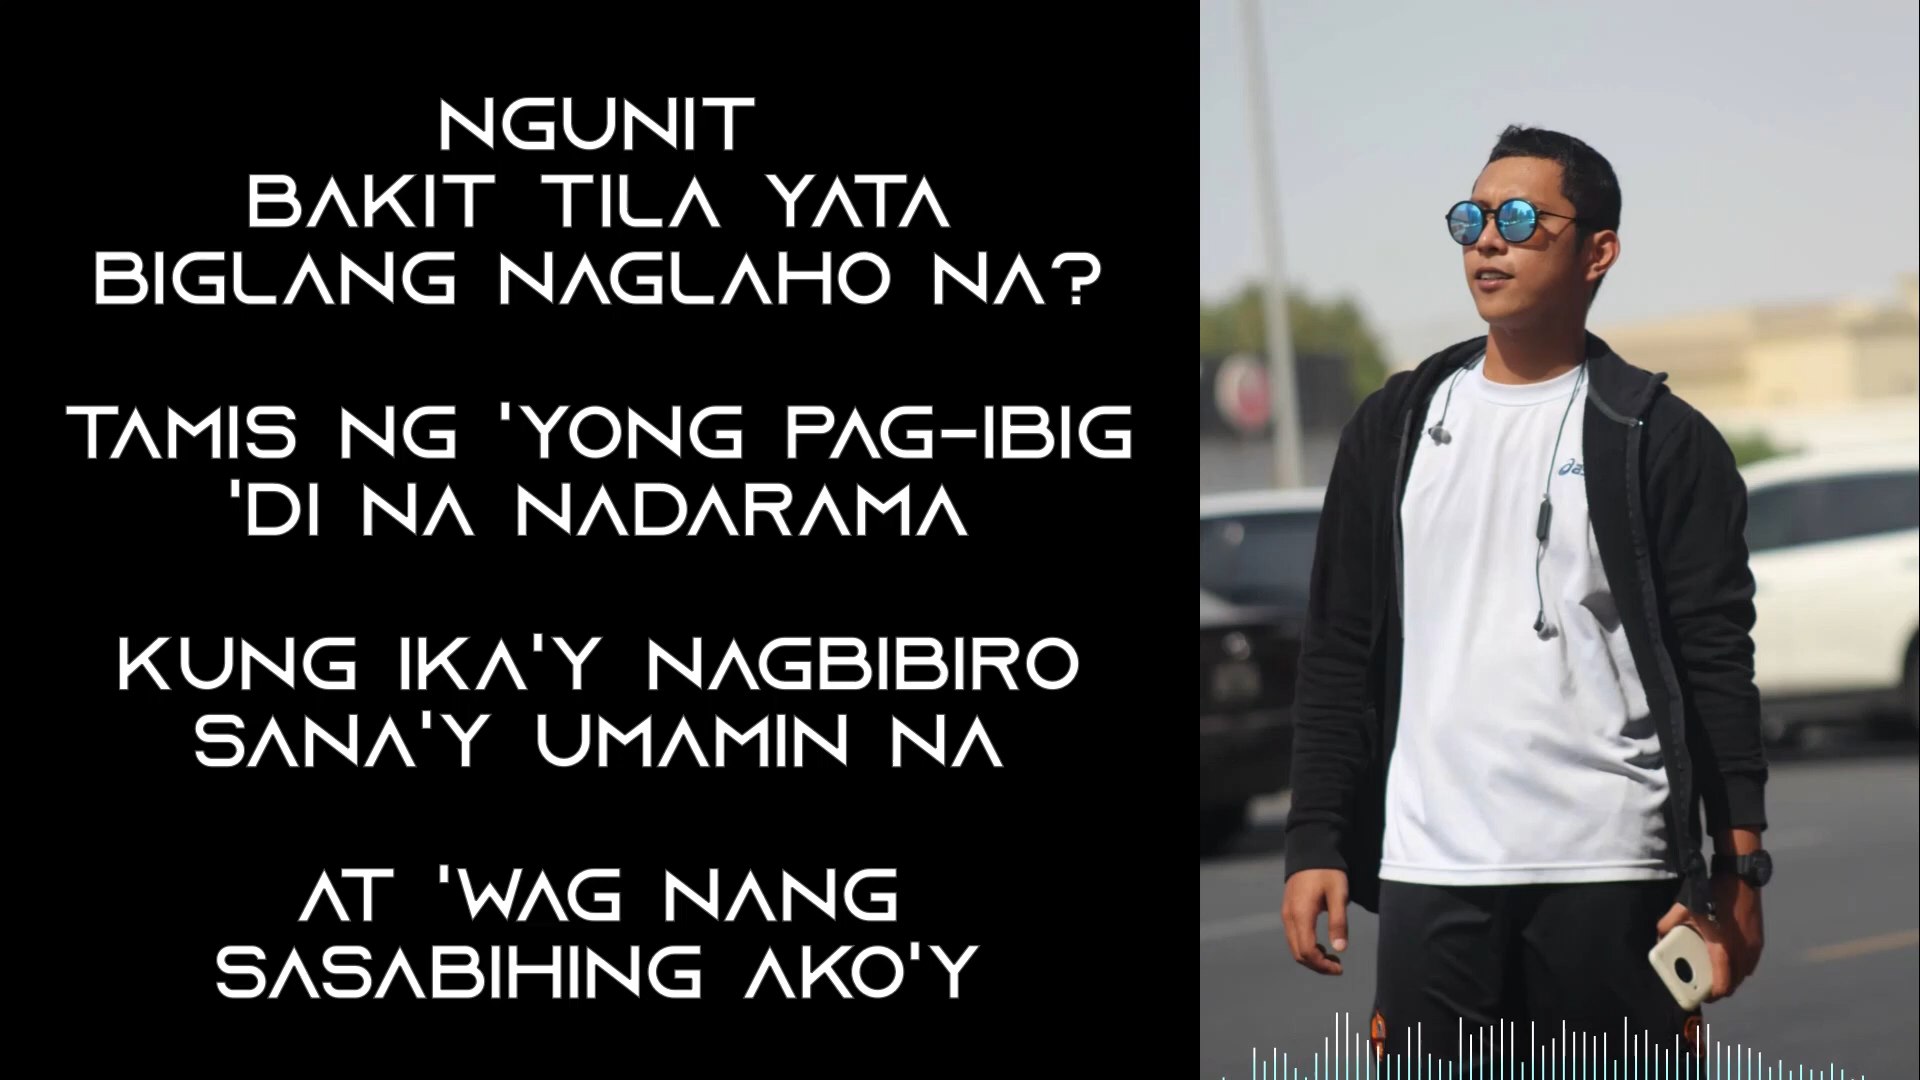 NGUNIT
BAKIT TILA YATA
BIGLANG NAGLAHO NA?
TAMIS NG 'YONG PAG-IBIG
'DI NA NADARAMA
KUNG IKA'Y NAGBIBIRO
SANA'Y UMAMIN NA
AT 'WAG NANG
SASABIHING AKO'Y